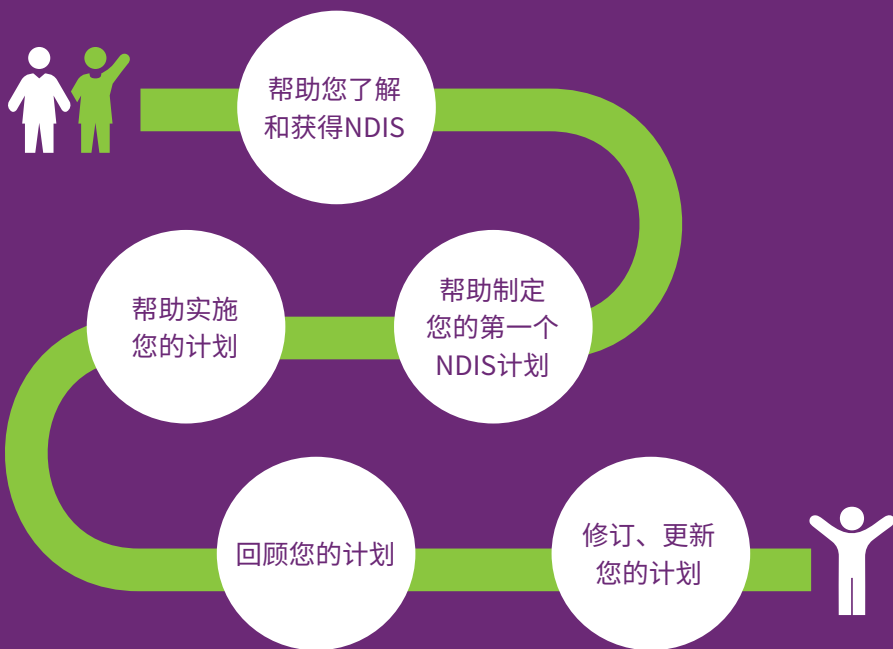 帮助您了解
和获得NDIS
帮助制定
您的第一个
NDIS计划
帮助实施
您的计划
回顾您的计划
修订、更新
您的计划